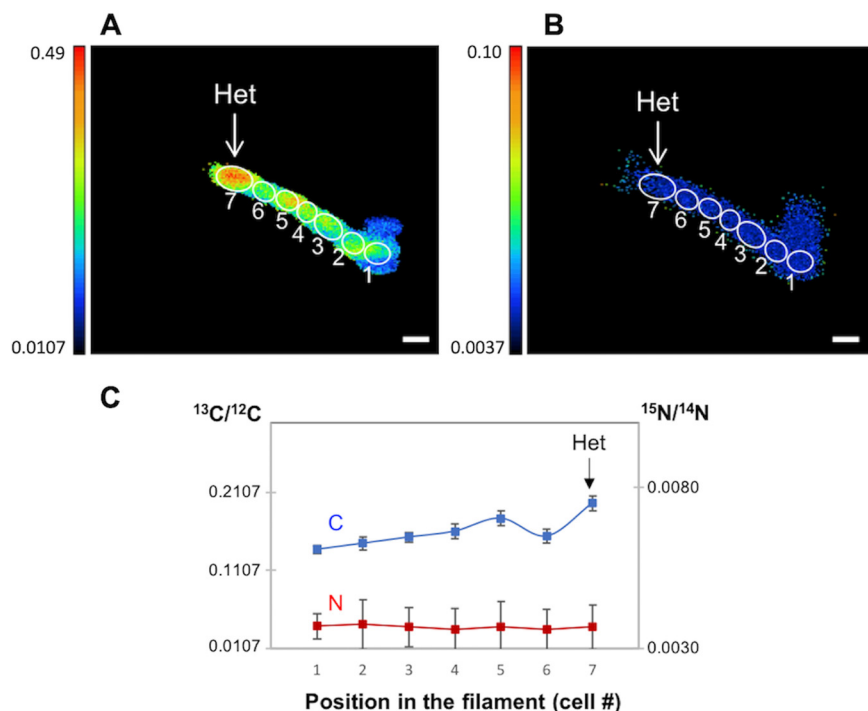 A
B
0.49
0.0107
Het
7
6
5
4
3
2
1
0.10
0.0037
Het
7
6
5
4
3
2
1
C
¹³C/¹²C
¹⁵N/¹⁴N
Het
0.2107
0.1107
0.0107
0.0080
0.0030
C
N
1 2 3 4 5 6 7
Position in the filament (cell #)